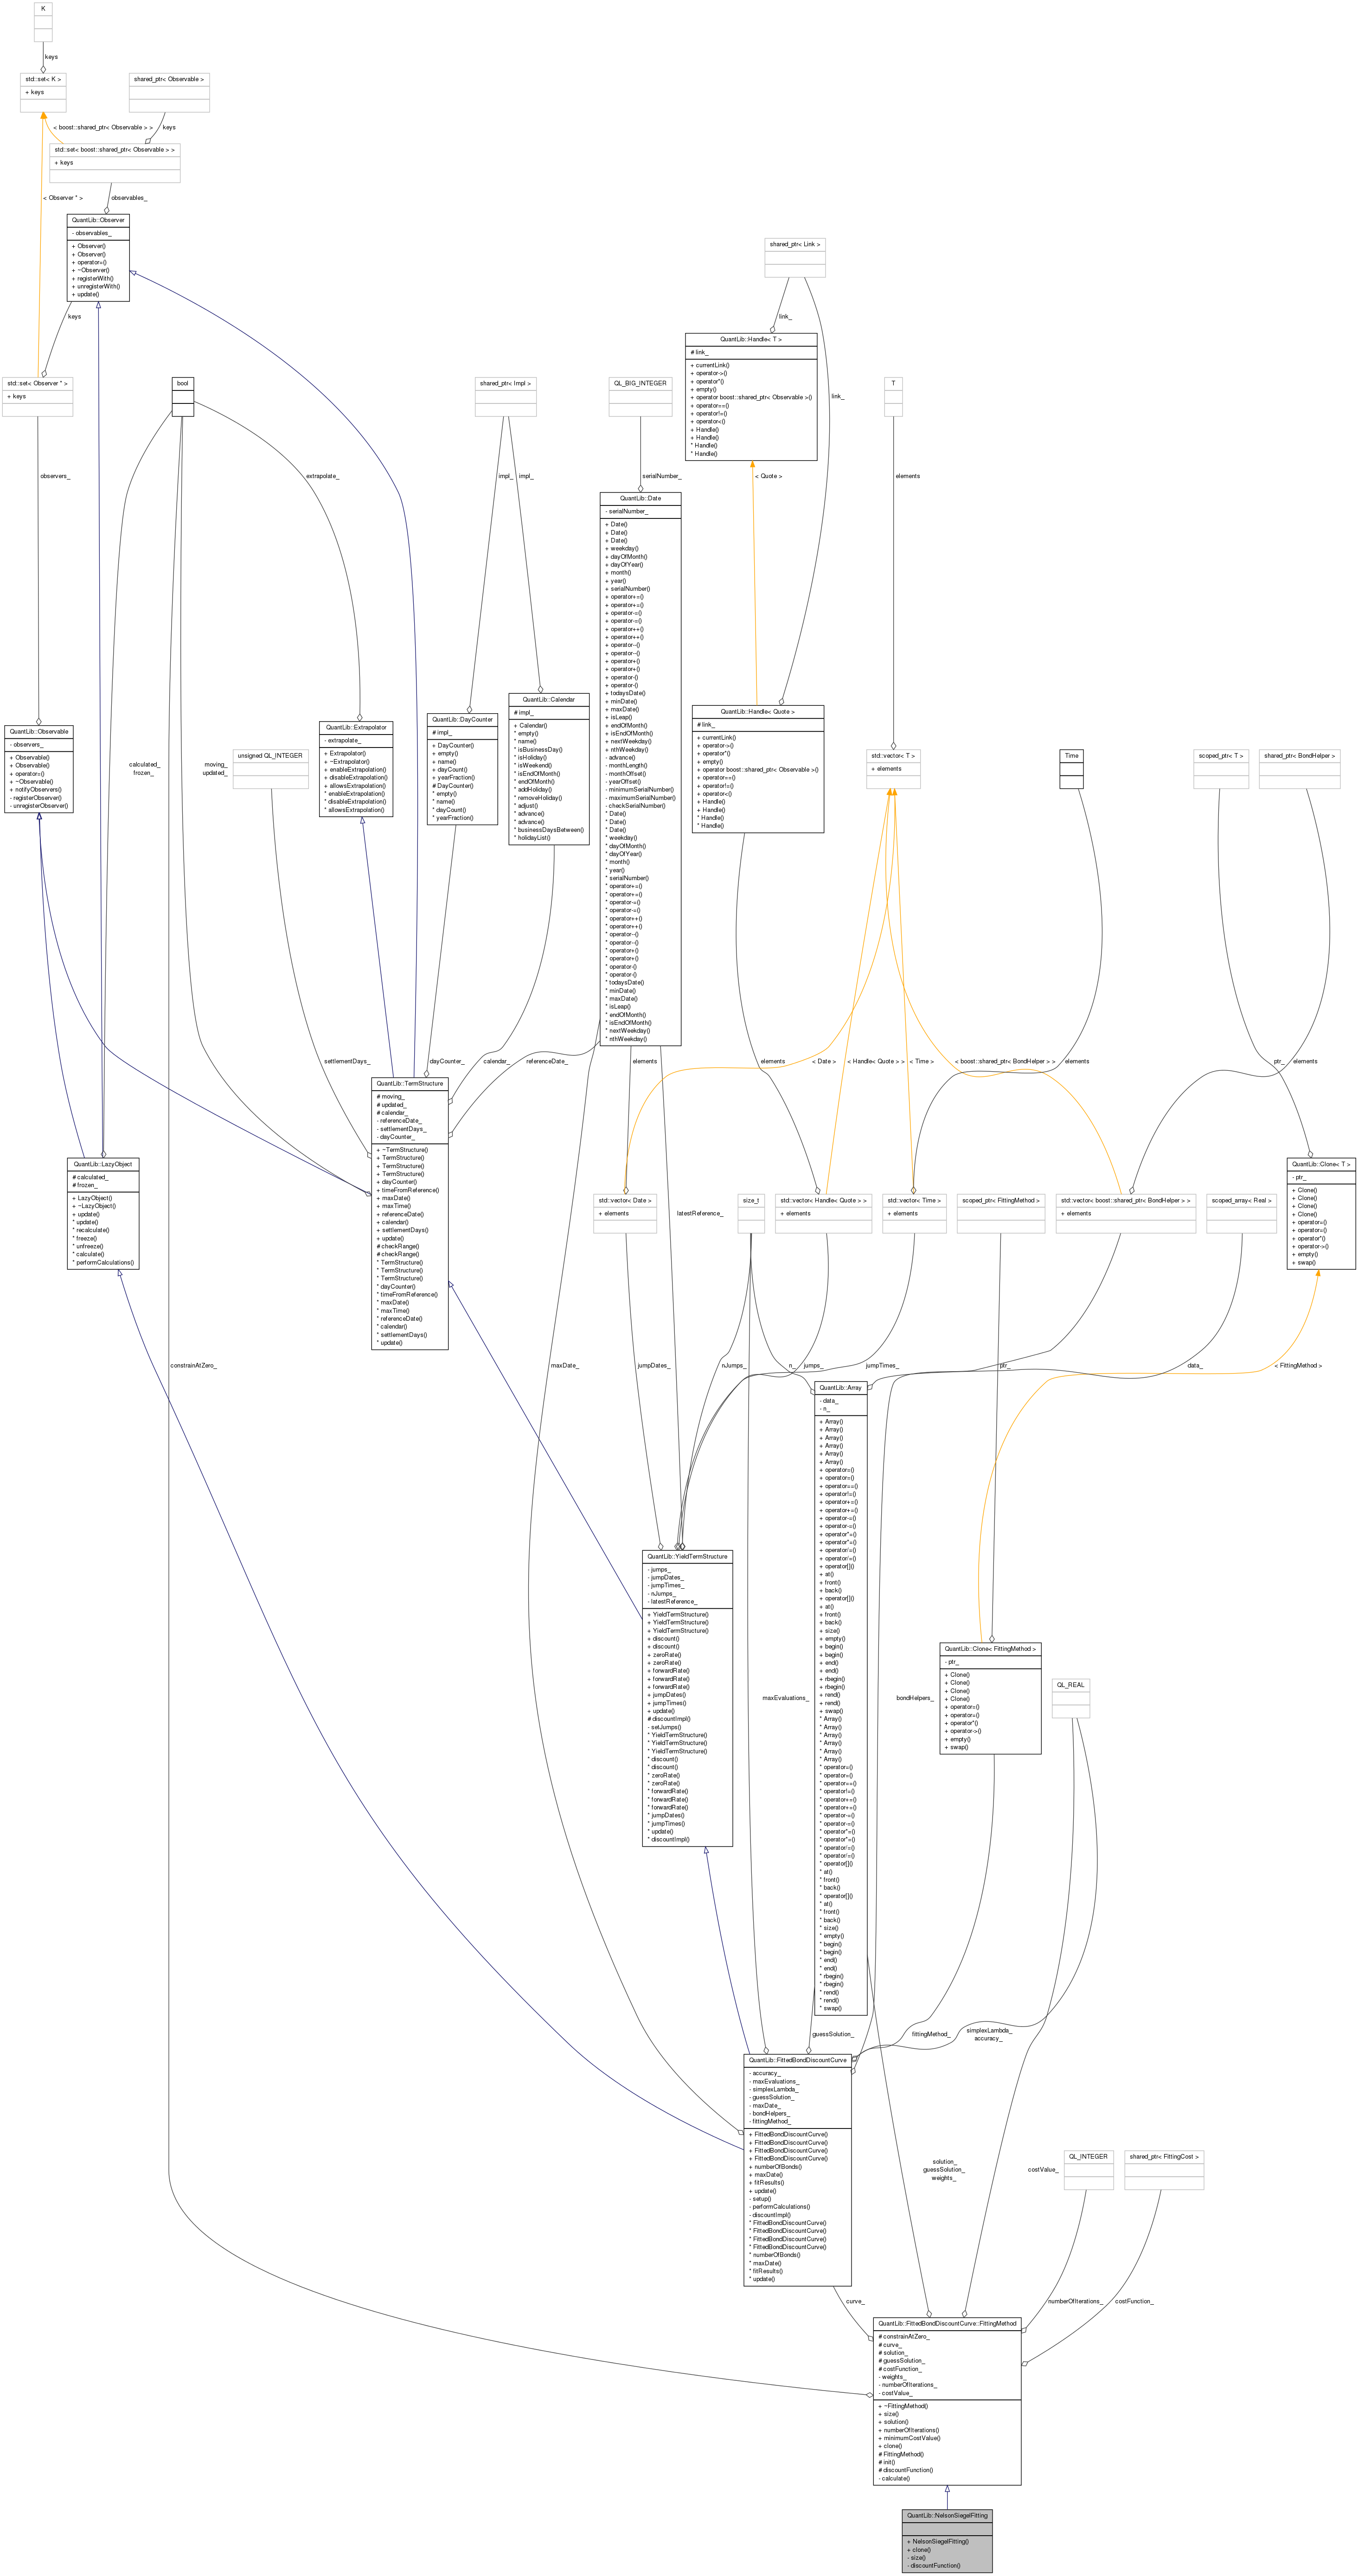 K
keys
std::set< K >
+ keys
shared_ptr< Observable >
< boost::shared_ptr< Observable > >
keys
std::set< boost::shared_ptr< Observable > >
+ keys
< Observer * >
observables_
QuantLib::Observer
- observables_
+ Observer()
+ Observer()
+ operator=()
+ ~Observer()
+ registerWith()
+ unregisterWith()
+ update()
shared_ptr< Link >
keys
link_
QuantLib::Handle< T >
# link_
+ currentLink()
+ operator->()
+ operator*()
+ empty()
+ operator boost::shared_ptr< Observable >()
+ operator==()
+ operator!=()
+ operator<()
+ Handle()
+ Handle()
* Handle()
* Handle()
link_
std::set< Observer * >
+ keys
bool
shared_ptr< Impl >
QL_BIG_INTEGER
T
observers_
extrapolate_
impl_
impl_
serialNumber_
< Quote >
elements
QuantLib::Date
- serialNumber_
+ Date()
+ Date()
+ Date()
+ weekday()
+ dayOfMonth()
+ dayOfYear()
+ month()
+ year()
+ serialNumber()
+ operator+=()
+ operator+=()
+ operator-=()
+ operator-=()
+ operator++()
+ operator++()
+ operator--()
+ operator--()
+ operator+()
+ operator+()
+ operator-()
+ operator-()
+ todaysDate()
+ minDate()
+ maxDate()
+ isLeap()
+ endOfMonth()
+ isEndOfMonth()
+ nextWeekday()
+ nthWeekday()
- advance()
- monthLength()
- monthOffset()
- yearOffset()
- minimumSerialNumber()
- maximumSerialNumber()
- checkSerialNumber()
* Date()
* Date()
* Date()
* weekday()
* dayOfMonth()
* dayOfYear()
* month()
* year()
* serialNumber()
* operator+=()
* operator+=()
* operator-=()
* operator-=()
* operator++()
* operator++()
* operator--()
* operator--()
* operator+()
* operator+()
* operator-()
* operator-()
* todaysDate()
* minDate()
* maxDate()
* isLeap()
* endOfMonth()
* isEndOfMonth()
* nextWeekday()
* nthWeekday()
QuantLib::Observable
- observers_
+ Observable()
+ Observable()
+ operator=()
+ ~Observable()
+ notifyObservers()
- registerObserver()
- unregisterObserver()
calculated_
frozen_
moving_
updated_
unsigned QL_INTEGER
QuantLib::Extrapolator
- extrapolate_
+ Extrapolator()
+ ~Extrapolator()
+ enableExtrapolation()
+ disableExtrapolation()
+ allowsExtrapolation()
* enableExtrapolation()
* disableExtrapolation()
* allowsExtrapolation()
QuantLib::DayCounter
# impl_
+ DayCounter()
+ empty()
+ name()
+ dayCount()
+ yearFraction()
# DayCounter()
* empty()
* name()
* dayCount()
* yearFraction()
QuantLib::Calendar
# impl_
+ Calendar()
* empty()
* name()
* isBusinessDay()
* isHoliday()
* isWeekend()
* isEndOfMonth()
* endOfMonth()
* addHoliday()
* removeHoliday()
* adjust()
* advance()
* advance()
* businessDaysBetween()
* holidayList()
QuantLib::Handle< Quote >
# link_
+ currentLink()
+ operator->()
+ operator*()
+ empty()
+ operator boost::shared_ptr< Observable >()
+ operator==()
+ operator!=()
+ operator<()
+ Handle()
+ Handle()
* Handle()
* Handle()
std::vector< T >
+ elements
Time
scoped_ptr< T >
shared_ptr< BondHelper >
settlementDays_
dayCounter_
calendar_
referenceDate_
elements
elements
< Date >
< Handle< Quote > >
< Time >
< boost::shared_ptr< BondHelper > >
elements
ptr_
elements
QuantLib::TermStructure
# moving_
# updated_
# calendar_
- referenceDate_
- settlementDays_
- dayCounter_
+ ~TermStructure()
+ TermStructure()
+ TermStructure()
+ TermStructure()
+ dayCounter()
+ timeFromReference()
+ maxDate()
+ maxTime()
+ referenceDate()
+ calendar()
+ settlementDays()
+ update()
# checkRange()
# checkRange()
* TermStructure()
* TermStructure()
* TermStructure()
* dayCounter()
* timeFromReference()
* maxDate()
* maxTime()
* referenceDate()
* calendar()
* settlementDays()
* update()
QuantLib::LazyObject
# calculated_
# frozen_
+ LazyObject()
+ ~LazyObject()
+ update()
* update()
* recalculate()
* freeze()
* unfreeze()
* calculate()
* performCalculations()
std::vector< Date >
+ elements
latestReference_
size_t
std::vector< Handle< Quote > >
+ elements
std::vector< Time >
+ elements
scoped_ptr< FittingMethod >
std::vector< boost::shared_ptr< BondHelper > >
+ elements
scoped_array< Real >
QuantLib::Clone< T >
- ptr_
+ Clone()
+ Clone()
+ Clone()
+ Clone()
+ operator=()
+ operator=()
+ operator*()
+ operator->()
+ empty()
+ swap()
constrainAtZero_
maxDate_
jumpDates_
nJumps_
n_
jumps_
jumpTimes_
ptr_
data_
< FittingMethod >
QuantLib::Array
- data_
- n_
+ Array()
+ Array()
+ Array()
+ Array()
+ Array()
+ Array()
+ operator=()
+ operator=()
+ operator==()
+ operator!=()
+ operator+=()
+ operator+=()
+ operator-=()
+ operator-=()
+ operator*=()
+ operator*=()
+ operator/=()
+ operator/=()
+ operator[]()
+ at()
+ front()
+ back()
+ operator[]()
+ at()
+ front()
+ back()
+ size()
+ empty()
+ begin()
+ begin()
+ end()
+ end()
+ rbegin()
+ rbegin()
+ rend()
+ rend()
+ swap()
* Array()
* Array()
* Array()
* Array()
* Array()
* Array()
* operator=()
* operator=()
* operator==()
* operator!=()
* operator+=()
* operator+=()
* operator-=()
* operator-=()
* operator*=()
* operator*=()
* operator/=()
* operator/=()
* operator[]()
* at()
* front()
* back()
* operator[]()
* at()
* front()
* back()
* size()
* empty()
* begin()
* begin()
* end()
* end()
* rbegin()
* rbegin()
* rend()
* rend()
* swap()
QuantLib::YieldTermStructure
- jumps_
- jumpDates_
- jumpTimes_
- nJumps_
- latestReference_
+ YieldTermStructure()
+ YieldTermStructure()
+ YieldTermStructure()
+ discount()
+ discount()
+ zeroRate()
+ zeroRate()
+ forwardRate()
+ forwardRate()
+ forwardRate()
+ jumpDates()
+ jumpTimes()
+ update()
# discountImpl()
- setJumps()
* YieldTermStructure()
* YieldTermStructure()
* YieldTermStructure()
* discount()
* discount()
* zeroRate()
* zeroRate()
* forwardRate()
* forwardRate()
* forwardRate()
* jumpDates()
* jumpTimes()
* update()
* discountImpl()
maxEvaluations_
bondHelpers_
QuantLib::Clone< FittingMethod >
- ptr_
+ Clone()
+ Clone()
+ Clone()
+ Clone()
+ operator=()
+ operator=()
+ operator*()
+ operator->()
+ empty()
+ swap()
QL_REAL
guessSolution_
fittingMethod_
simplexLambda_
accuracy_
QuantLib::FittedBondDiscountCurve
- accuracy_
- maxEvaluations_
- simplexLambda_
- guessSolution_
- maxDate_
- bondHelpers_
- fittingMethod_
+ FittedBondDiscountCurve()
+ FittedBondDiscountCurve()
+ FittedBondDiscountCurve()
+ FittedBondDiscountCurve()
+ numberOfBonds()
+ maxDate()
+ fitResults()
+ update()
- setup()
- performCalculations()
- discountImpl()
* FittedBondDiscountCurve()
* FittedBondDiscountCurve()
* FittedBondDiscountCurve()
* FittedBondDiscountCurve()
* numberOfBonds()
* maxDate()
* fitResults()
* update()
solution_
guessSolution_
weights_
costValue_
QL_INTEGER
shared_ptr< FittingCost >
curve_
numberOfIterations_
costFunction_
QuantLib::FittedBondDiscountCurve::FittingMethod
# constrainAtZero_
# curve_
# solution_
# guessSolution_
# costFunction_
- weights_
- numberOfIterations_
- costValue_
+ ~FittingMethod()
+ size()
+ solution()
+ numberOfIterations()
+ minimumCostValue()
+ clone()
# FittingMethod()
# init()
# discountFunction()
- calculate()
QuantLib::NelsonSiegelFitting
+ NelsonSiegelFitting()
+ clone()
- size()
- discountFunction()